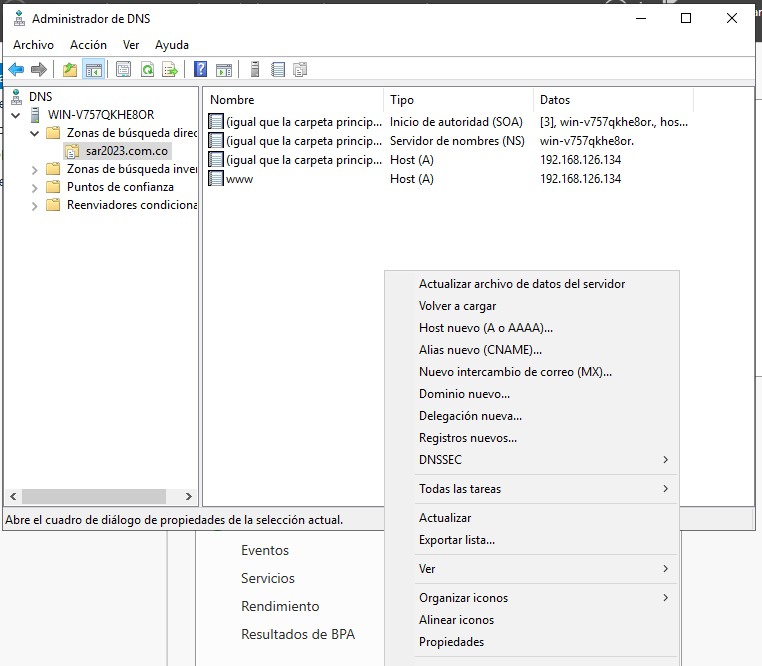 Administrador de DNS
Archivo Acción Ver Ayuda
DNS
WIN-V757QKHE8OR
Zonas de búsqueda direc
sar2023.com.co
Zonas de búsqueda inver
Puntos de confianza
Reenviadores condiciona
Nombre Tipo Datos
(igual que la carpeta princip... Inicio de autoridad (SOA) [3], win-v757qkhe8or., hos...
(igual que la carpeta princip... Servidor de nombres (NS) win-v757qkhe8or.
(igual que la carpeta princip... Host (A) 192.168.126.134
www Host (A) 192.168.126.134
Actualizar archivo de datos del servidor
Volver a cargar
Host nuevo (A o AAAA)...
Alias nuevo (CNAME)...
Nuevo intercambio de correo (MX)...
Dominio nuevo...
Delegación nueva...
Registros nuevos...
DNSSEC
Todas las tareas
Actualizar
Exportar lista...
Ver
Organizar iconos
Alinear iconos
Propiedades
Abre el cuadro de diálogo de propiedades de la selección actual.
Eventos
Servicios
Rendimiento
Resultados de BPA